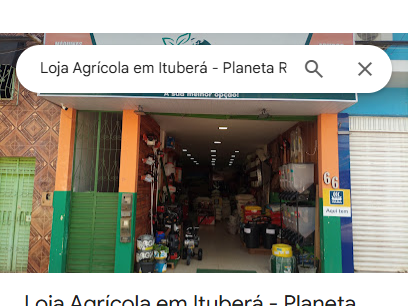 Loja Agrícola em Ituberá - Planeta R
A sua melhor opção!
66
Aqui tem
Loja Agrícola em Ituberá - Planeta